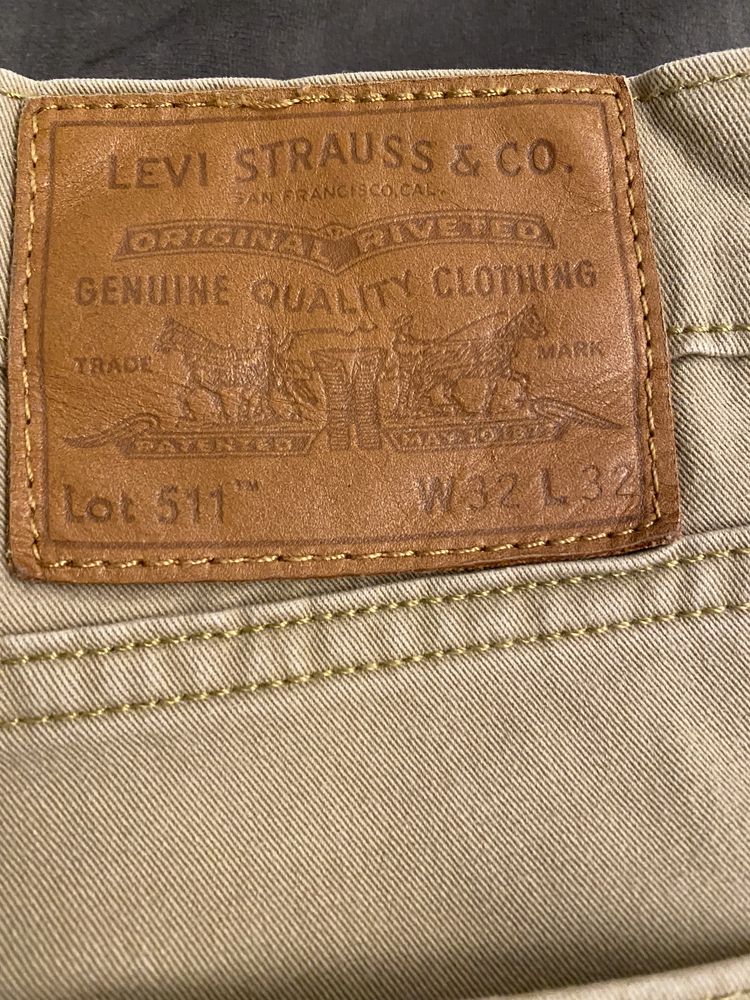 LEVI STRAUSS & CO.
SAN FRANCISCO, CAL.
ORIGINAL RIVETED
GENUINE QUALITY CLOTHING
TRADE MARK
PATENTED MAY 20 1873
Lot 511™ W32 L32